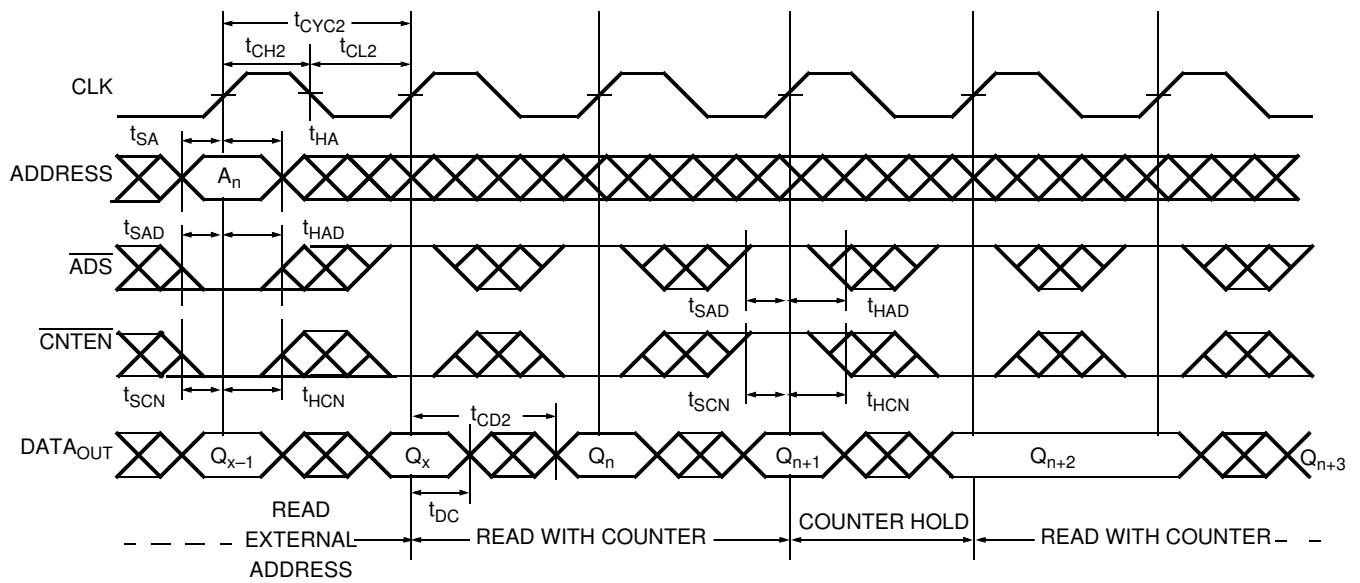 tCYC2
tCH2 tCL2
CLK
tSA tHA
ADDRESS An
tSAD tHAD
ADS
tSAD tHAD
CNTEN
tSCN tHCN tSCN tHCN
tCD2
DATAOUT Qx–1 Qx Qn Qn+1 Qn+2 Qn+3
tDC
READ EXTERNAL ADDRESS
READ WITH COUNTER
COUNTER HOLD
READ WITH COUNTER